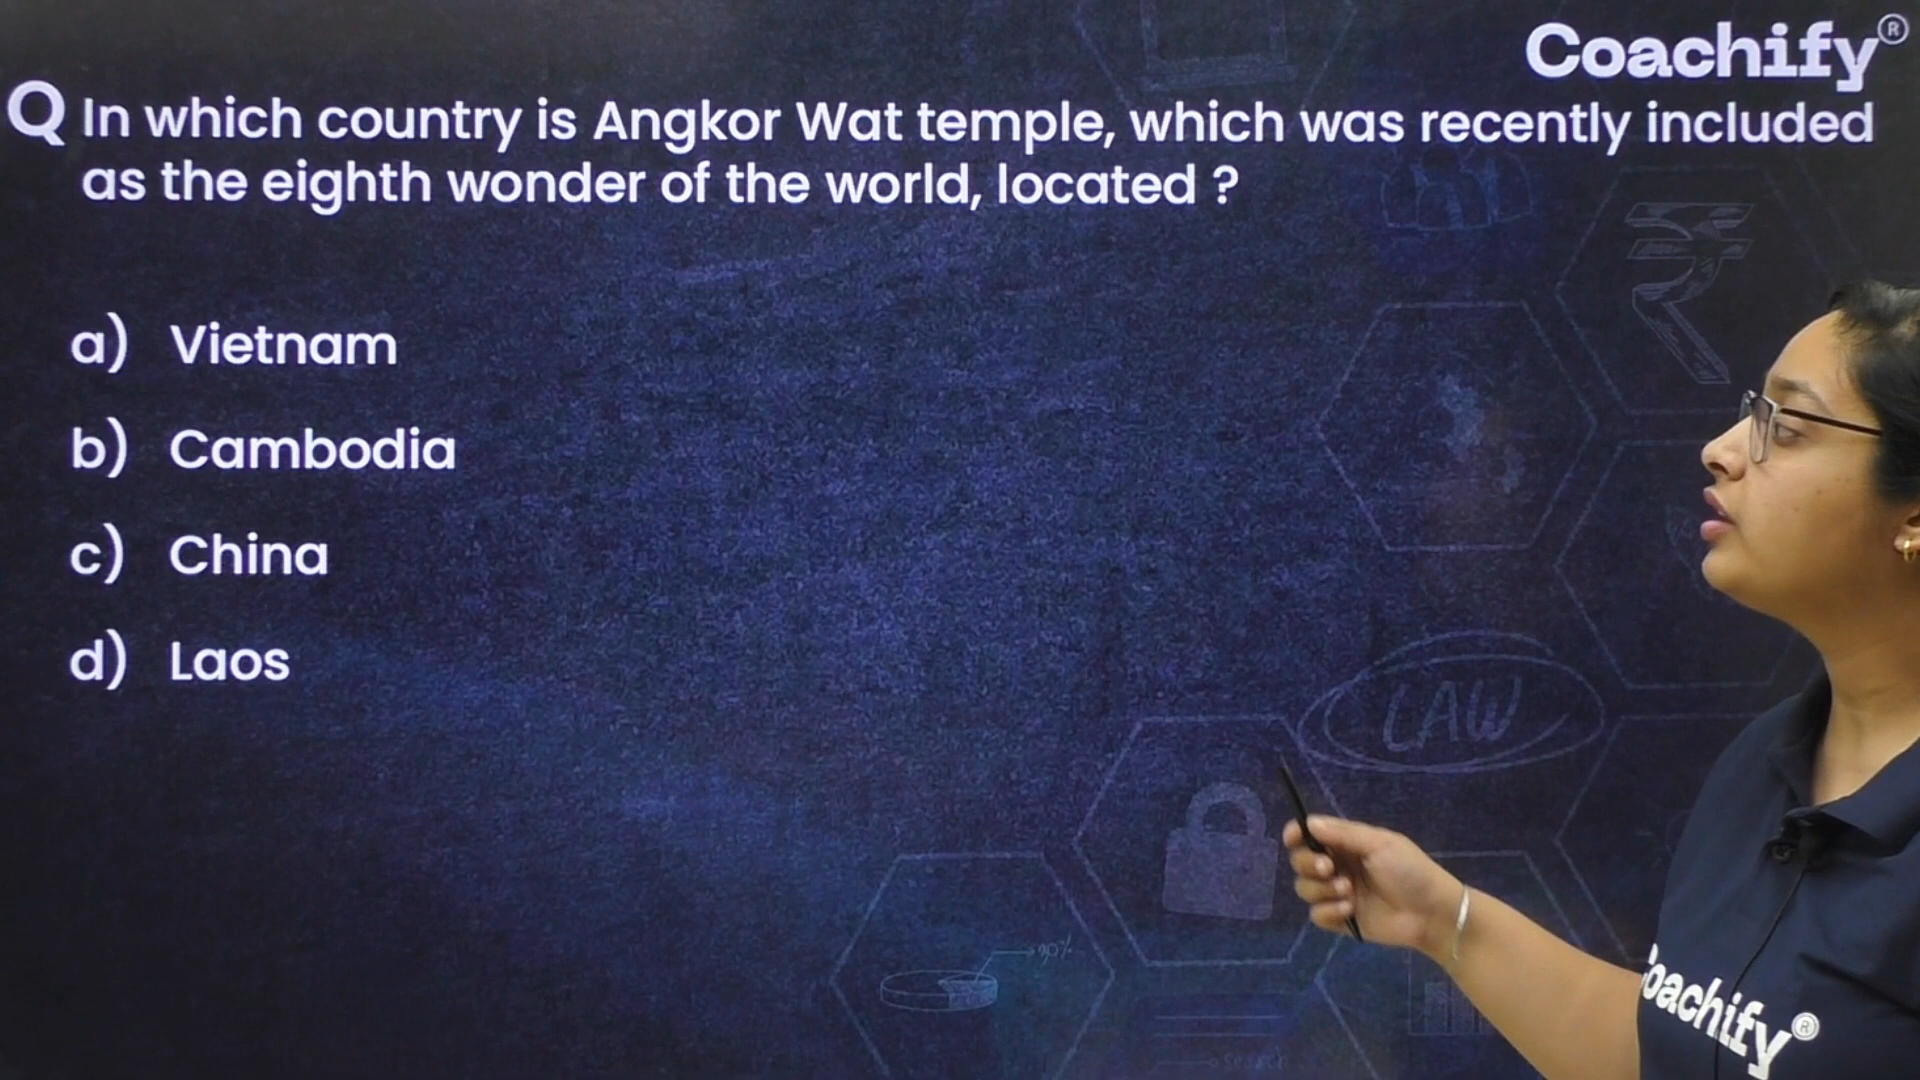 Coachify®
Q In which country is Angkor Wat temple, which was recently included
as the eighth wonder of the world, located ?
a) Vietnam
b) Cambodia
c) China
d) Laos
LAW
90%
oachify®